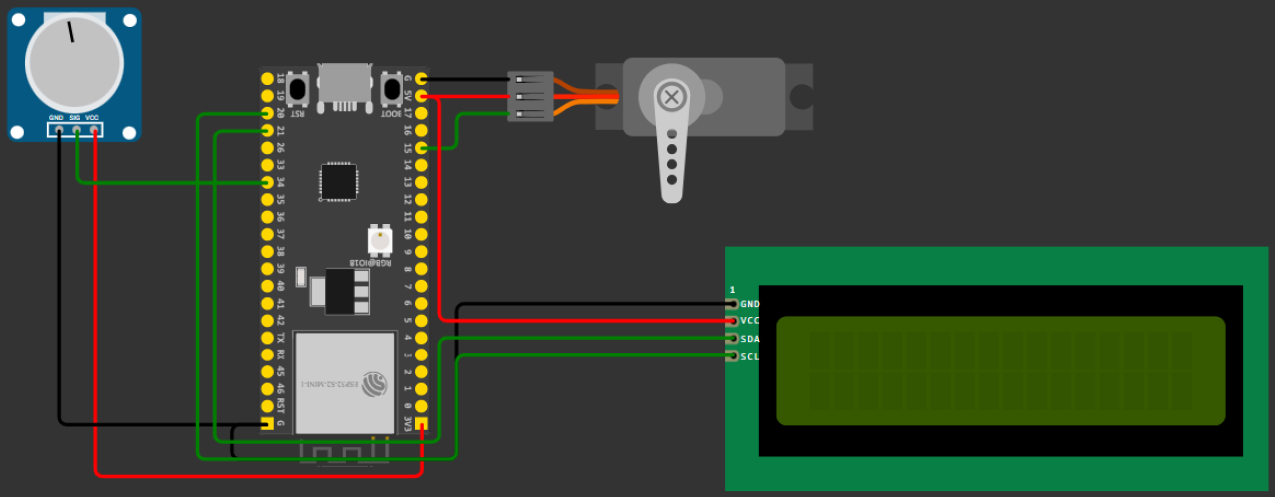 GND SIG VCC
18
19
20
21
26
33
34
35
36
37
38
39
40
41
42
TX
RX
45
46
RST
G
RST
BOOT
RGB@IO18
ESP32-S2-MINI-1
G
5V
17
16
15
14
13
12
11
10
9
8
7
6
5
4
3
2
1
0
3V3
1
GND
VCC
SDA
SCL